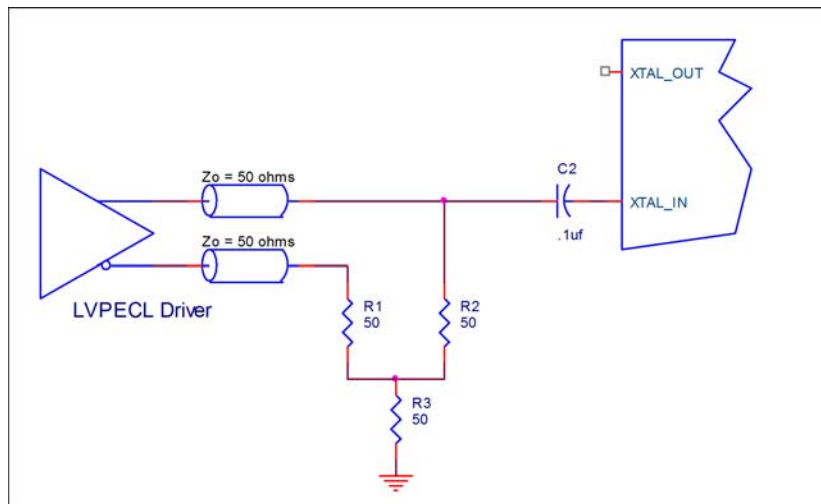 XTAL_OUT
Zo = 50 ohms
C2
XTAL_IN
.1uf
Zo = 50 ohms
LVPECL Driver
R1
50
R2
50
R3
50